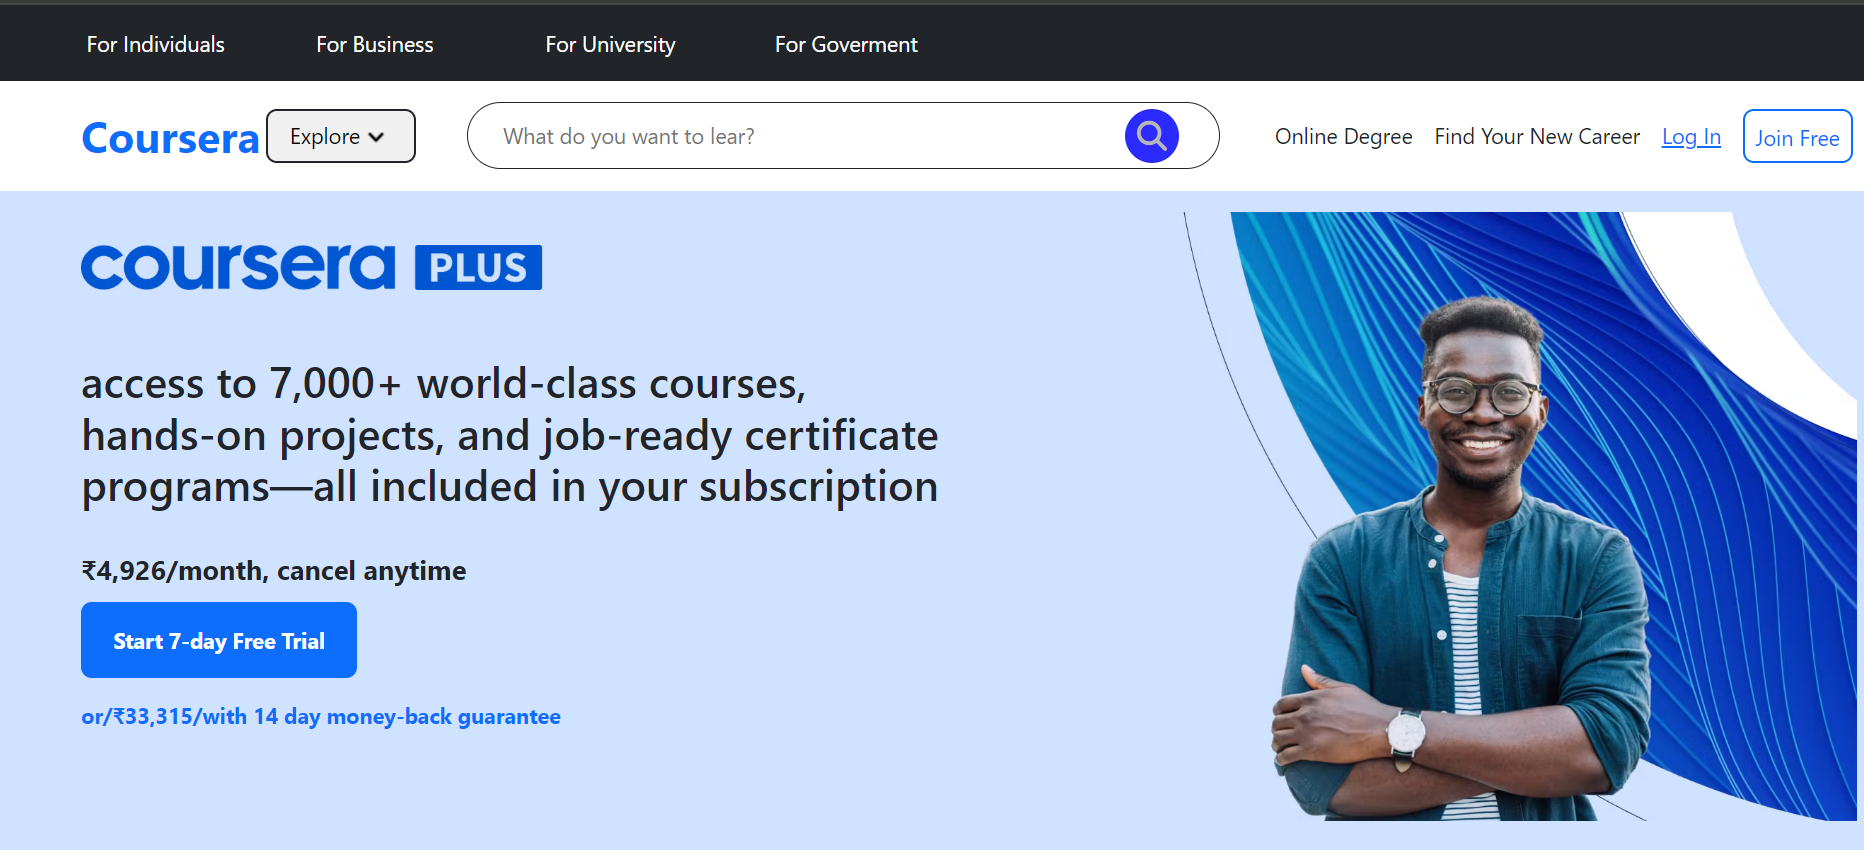 For Individuals For Business For University For Goverment
Coursera Explore What do you want to lear? Online Degree Find Your New Career Log In Join Free
coursera PLUS
access to 7,000+ world-class courses,
hands-on projects, and job-ready certificate
programs—all included in your subscription
₹4,926/month, cancel anytime
Start 7-day Free Trial
or/₹33,315/with 14 day money-back guarantee